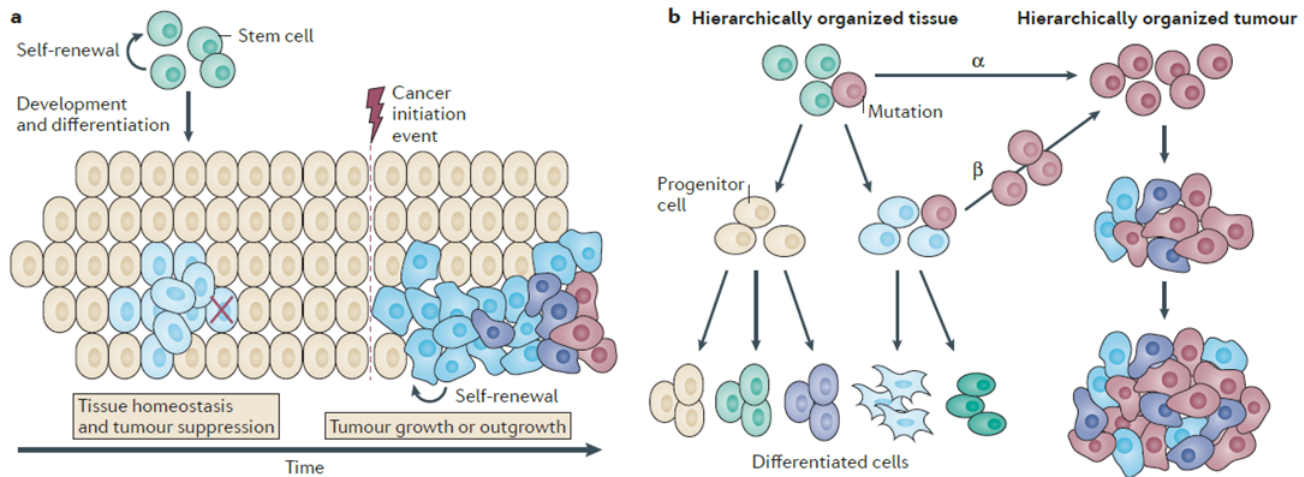 a
Self-renewal
Stem cell
Development
and differentiation
Cancer
initiation
event
Self-renewal
Tissue homeostasis
and tumour suppression
Tumour growth or outgrowth
Time
b
Hierarchically organized tissue
Hierarchically organized tumour
α
Mutation
β
Progenitor
cell
Differentiated cells